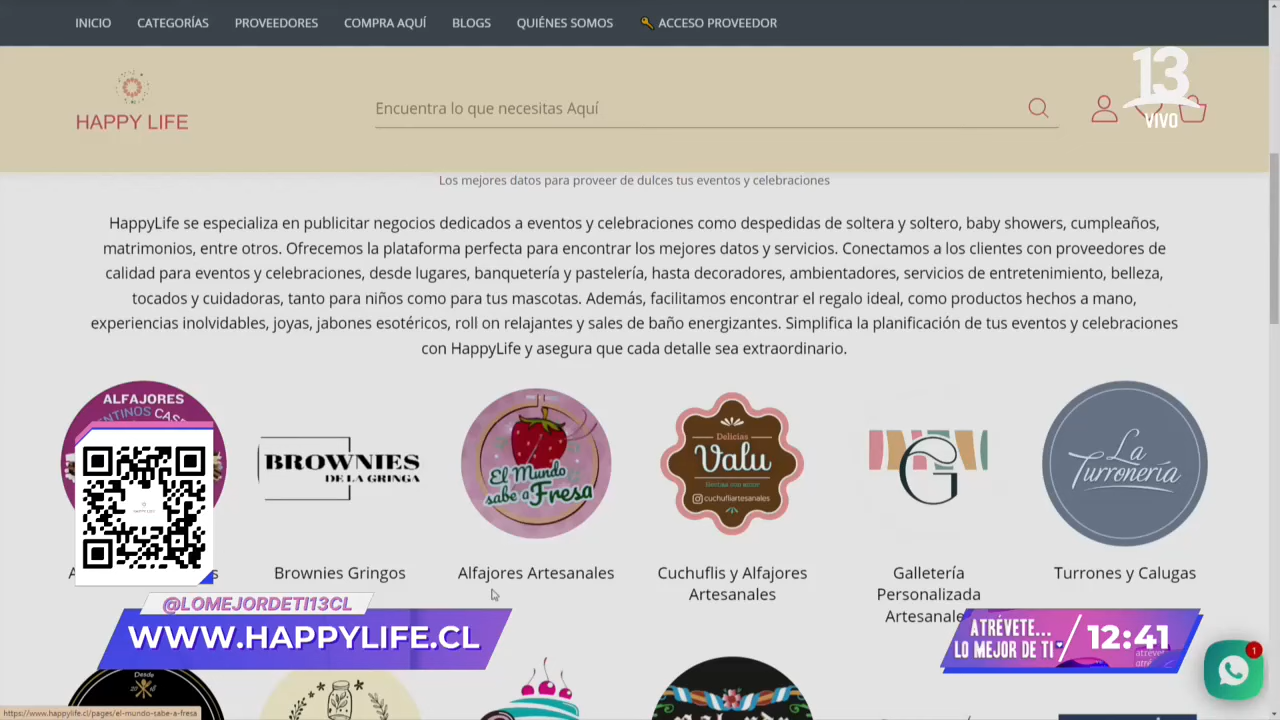 INICIO CATEGORÍAS PROVEEDORES COMPRA AQUÍ BLOGS QUIÉNES SOMOS ACCESO PROVEEDOR
HAPPY LIFE
Encuentra lo que necesitas Aquí
13
VIVO
Los mejores datos para proveer de dulces tus eventos y celebraciones
HappyLife se especializa en publicitar negocios dedicados a eventos y celebraciones como despedidas de soltera y soltero, baby showers, cumpleaños,
matrimonios, entre otros. Ofrecemos la plataforma perfecta para encontrar los mejores datos y servicios. Conectamos a los clientes con proveedores de
calidad para eventos y celebraciones, desde lugares, banquetería y pastelería, hasta decoradores, ambientadores, servicios de entretenimiento, belleza,
tocados y cuidadoras, tanto para niños como para tus mascotas. Además, facilitamos encontrar el regalo ideal, como productos hechos a mano,
experiencias inolvidables, joyas, jabones esotéricos, roll on relajantes y sales de baño energizantes. Simplifica la planificación de tus eventos y celebraciones
con HappyLife y asegura que cada detalle sea extraordinario.
ALFAJORES
BROWNIES
DE LA GRINGA
El Mundo
sabe a Fresa
Delicias
Valu
@cuchufliartesanales
G
La
Turronería
Brownies Gringos
Alfajores Artesanales
Cuchuflis y Alfajores
Artesanales
Galletería
Personalizada
Turrones y Calugas
@LOMEJORDETI13CL
WWW.HAPPYLIFE.CL
ATRÉVETE...
LO MEJOR DE TI
12:41
1
Desde
2018
https://www.happylife.cl/pages/el-mundo-sabe-a-fresa